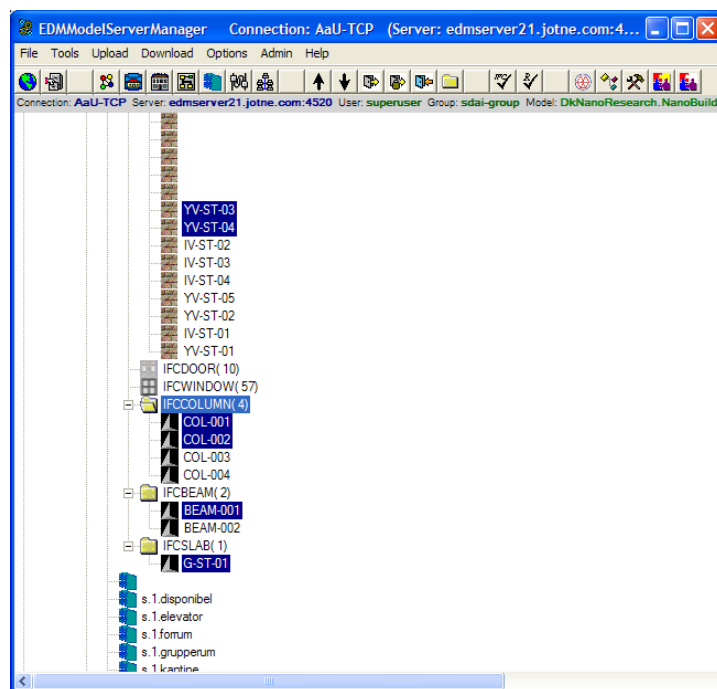 EDMModelServerManager Connection: AaU-TCP (Server: edmserver21.jotne.com:4...
File Tools Upload Download Options Admin Help
Connection: AaU-TCP Server: edmserver21.jotne.com:4520 User: superuser Group: sdai-group Model: DkNanoResearch.NanoBuild
YV-ST-03
YV-ST-04
IV-ST-02
IV-ST-03
IV-ST-04
YV-ST-05
YV-ST-02
IV-ST-01
YV-ST-01
IFCDOOR( 10)
IFCWINDOW( 57)
IFCCOLUMN( 4)
COL-001
COL-002
COL-003
COL-004
IFCBEAM( 2)
BEAM-001
BEAM-002
IFCSLAB( 1)
G-ST-01
s.1.disponibel
s.1.elevator
s.1.forrum
s.1.grupperum
s.1.kantine